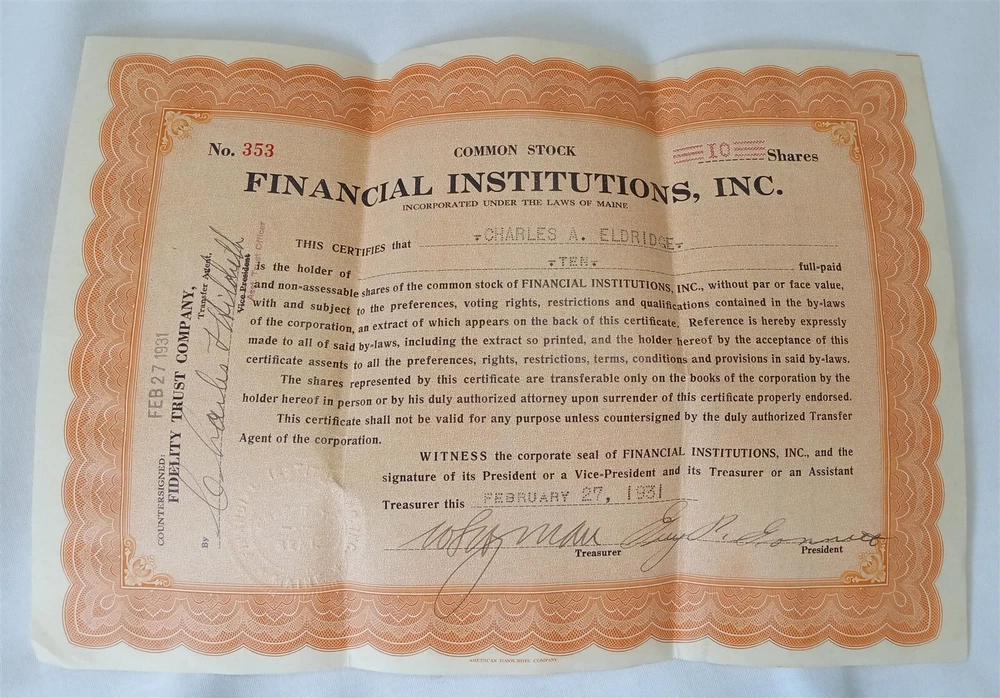 No. 353
COMMON STOCK
10 Shares
FINANCIAL INSTITUTIONS, INC.
INCORPORATED UNDER THE LAWS OF MAINE
THIS CERTIFIES that CHARLES A. ELDRIDGE
is the holder of TEN full-paid
and non-assessable shares of the common stock of FINANCIAL INSTITUTIONS, INC., without par or face value,
with and subject to the preferences, voting rights, restrictions and qualifications contained in the by-laws
of the corporation, an extract of which appears on the back of this certificate. Reference is hereby expressly
made to all of said by-laws, including the extract so printed, and the holder hereof by the acceptance of this
certificate assents to all the preferences, rights, restrictions, terms, conditions and provisions in said by-laws.
The shares represented by this certificate are transferable only on the books of the corporation by the
holder hereof in person or by his duly authorized attorney upon surrender of this certificate properly endorsed.
This certificate shall not be valid for any purpose unless countersigned by the duly authorized Transfer
Agent of the corporation.
WITNESS the corporate seal of FINANCIAL INSTITUTIONS, INC., and the
signature of its President or a Vice-President and its Treasurer or an Assistant
Treasurer this FEBRUARY 27, 1931
Treasurer
Guy P. Gannett
President
COUNTERSIGNED: FEB 27 1931
FIDELITY TRUST COMPANY,
Transfer Agent,
By Charles
Vice-President
Trust Officer
MAINE
AMERICAN BANK NOTE COMPANY.